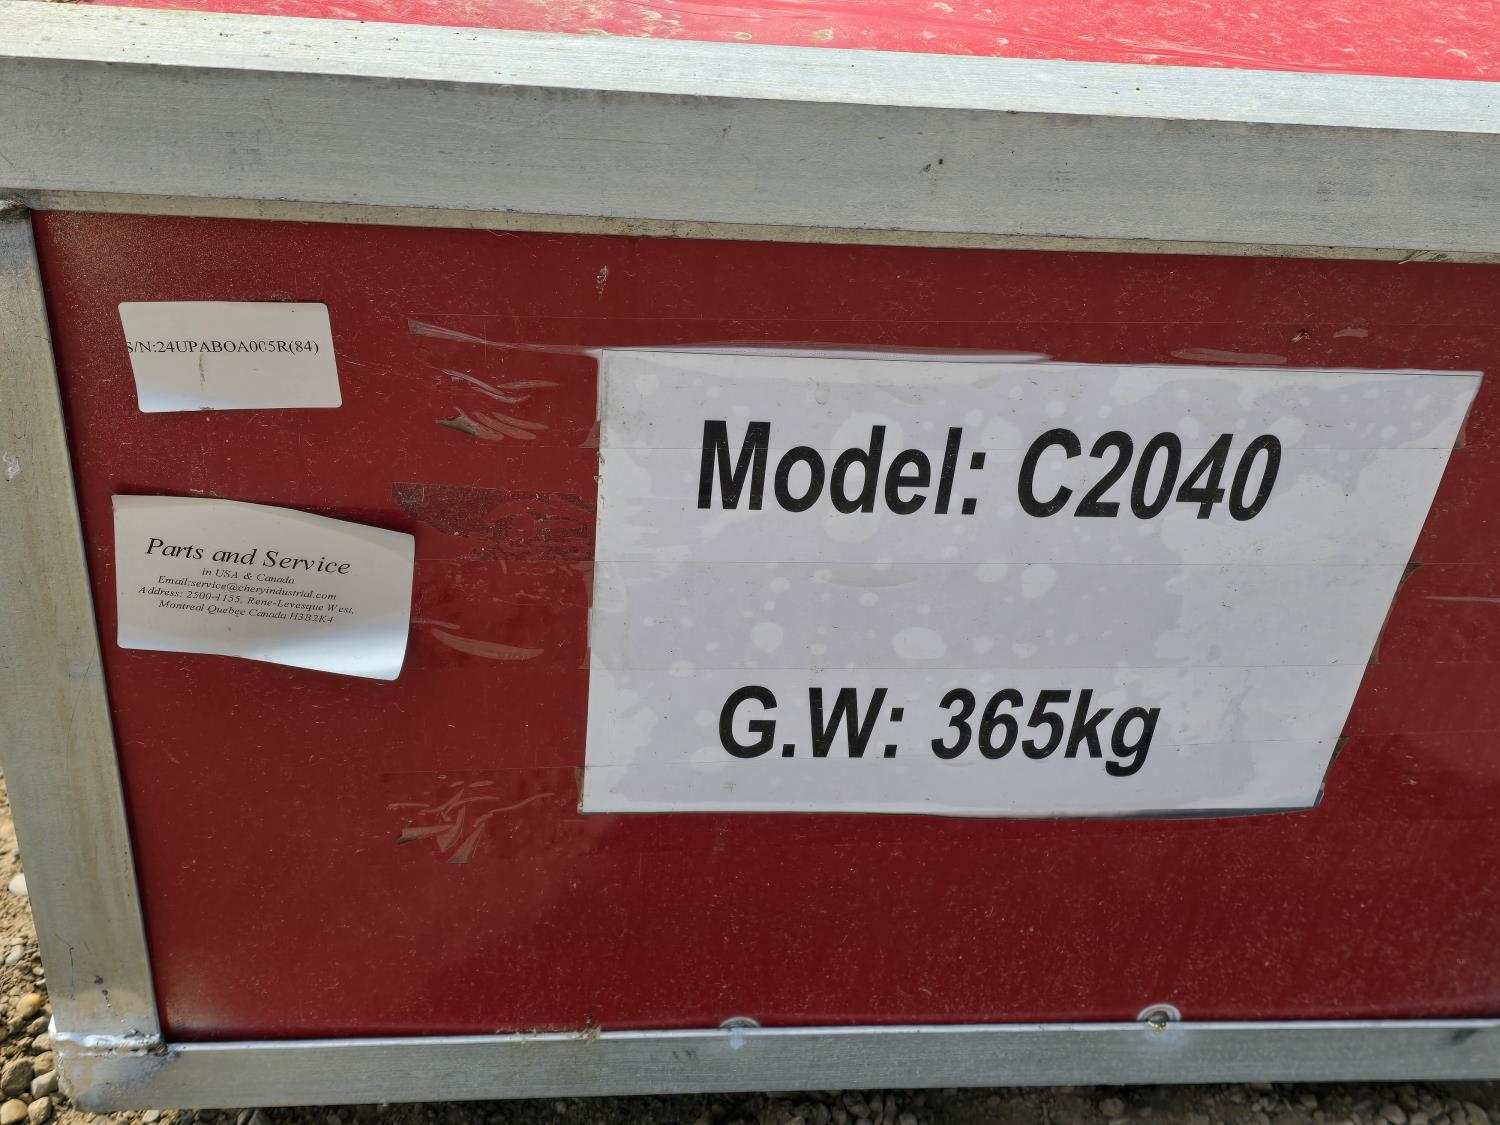 S/N:24UPABOA005R(84)
Parts and Service
in USA & Canada
Email:service@cheryindustrial.com
Address: 2500-1155, Rene-Levesque West,
Montreal Quebec Canada H3B2K4
Model: C2040
G.W: 365kg